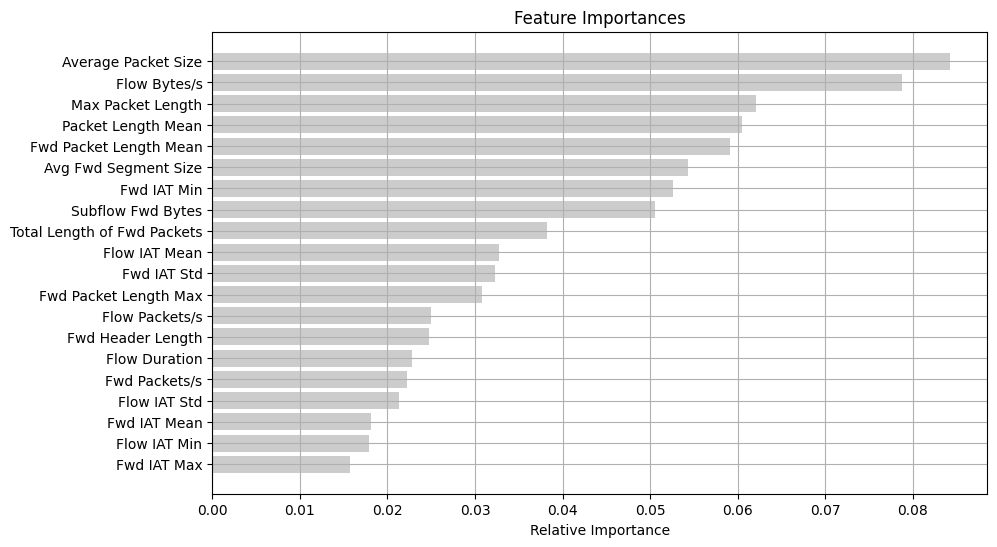 Feature Importances
Average Packet Size
Flow Bytes/s
Max Packet Length
Packet Length Mean
Fwd Packet Length Mean
Avg Fwd Segment Size
Fwd IAT Min
Subflow Fwd Bytes
Total Length of Fwd Packets
Flow IAT Mean
Fwd IAT Std
Fwd Packet Length Max
Flow Packets/s
Fwd Header Length
Flow Duration
Fwd Packets/s
Flow IAT Std
Fwd IAT Mean
Flow IAT Min
Fwd IAT Max
0.00 0.01 0.02 0.03 0.04 0.05 0.06 0.07 0.08
Relative Importance